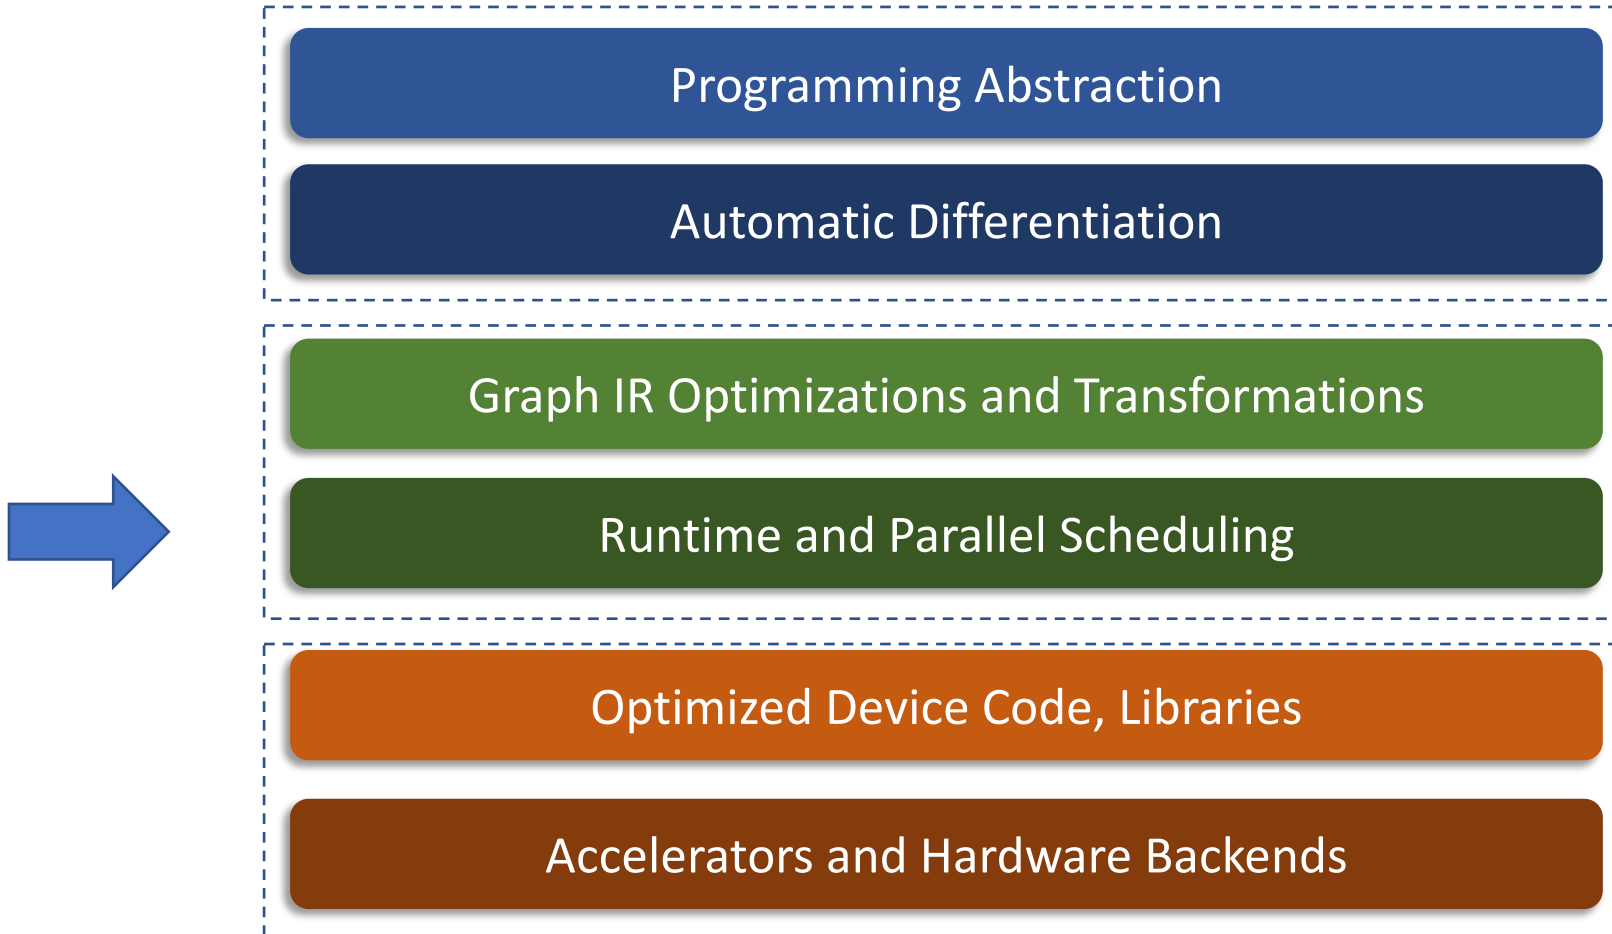 Programming Abstraction
Automatic Differentiation
Graph IR Optimizations and Transformations
Runtime and Parallel Scheduling
Optimized Device Code, Libraries
Accelerators and Hardware Backends